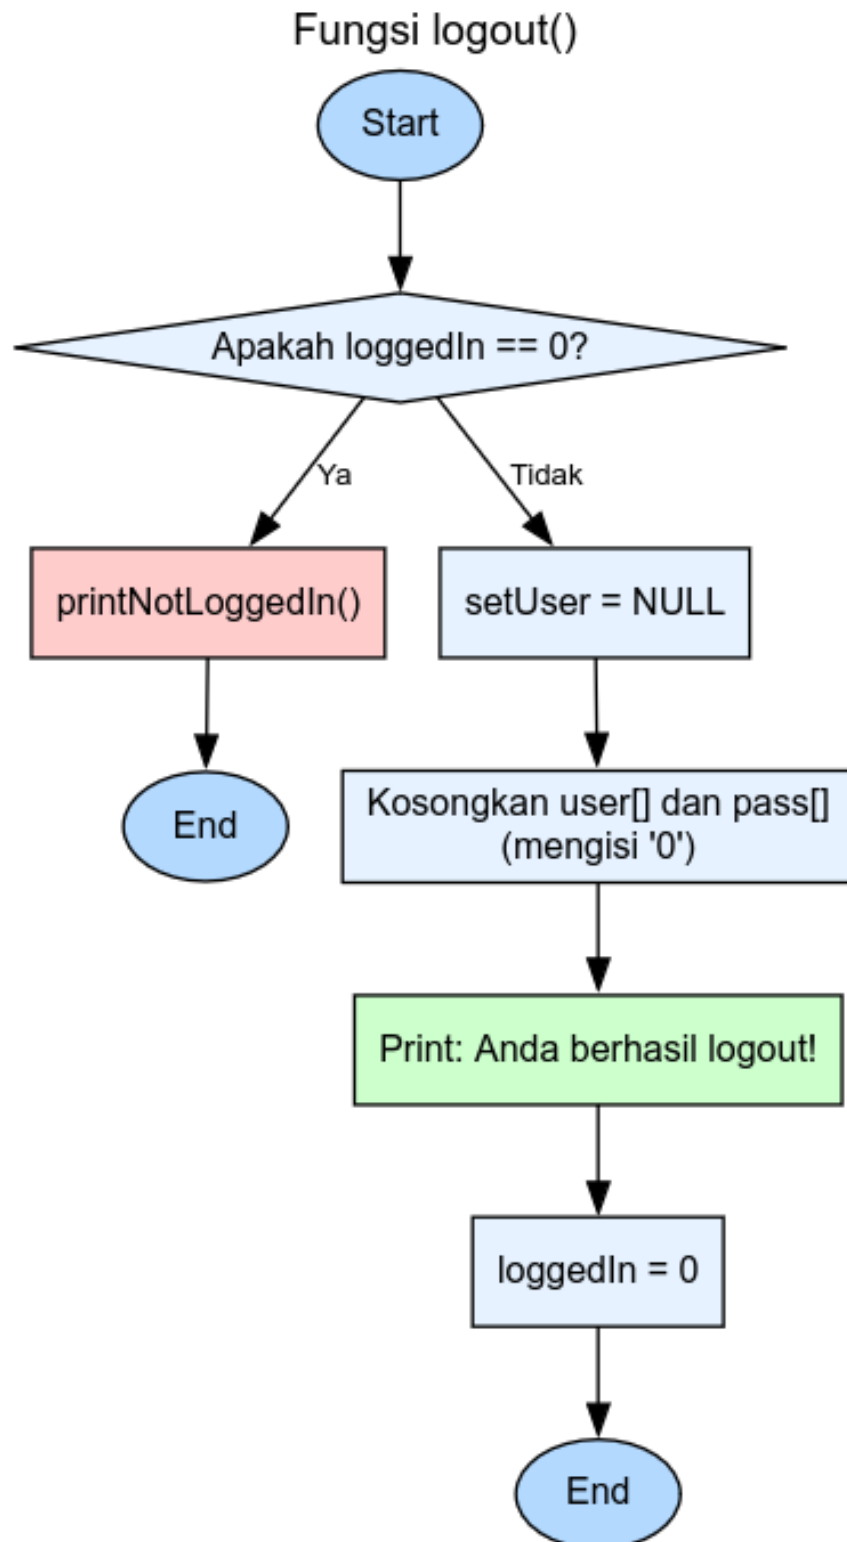 Fungsi logout()
Start
Apakah loggedIn == 0?
Ya
Tidak
printNotLoggedIn()
setUser = NULL
End
Kosongkan user[] dan pass[]
(mengisi '0')
Print: Anda berhasil logout!
loggedIn = 0
End